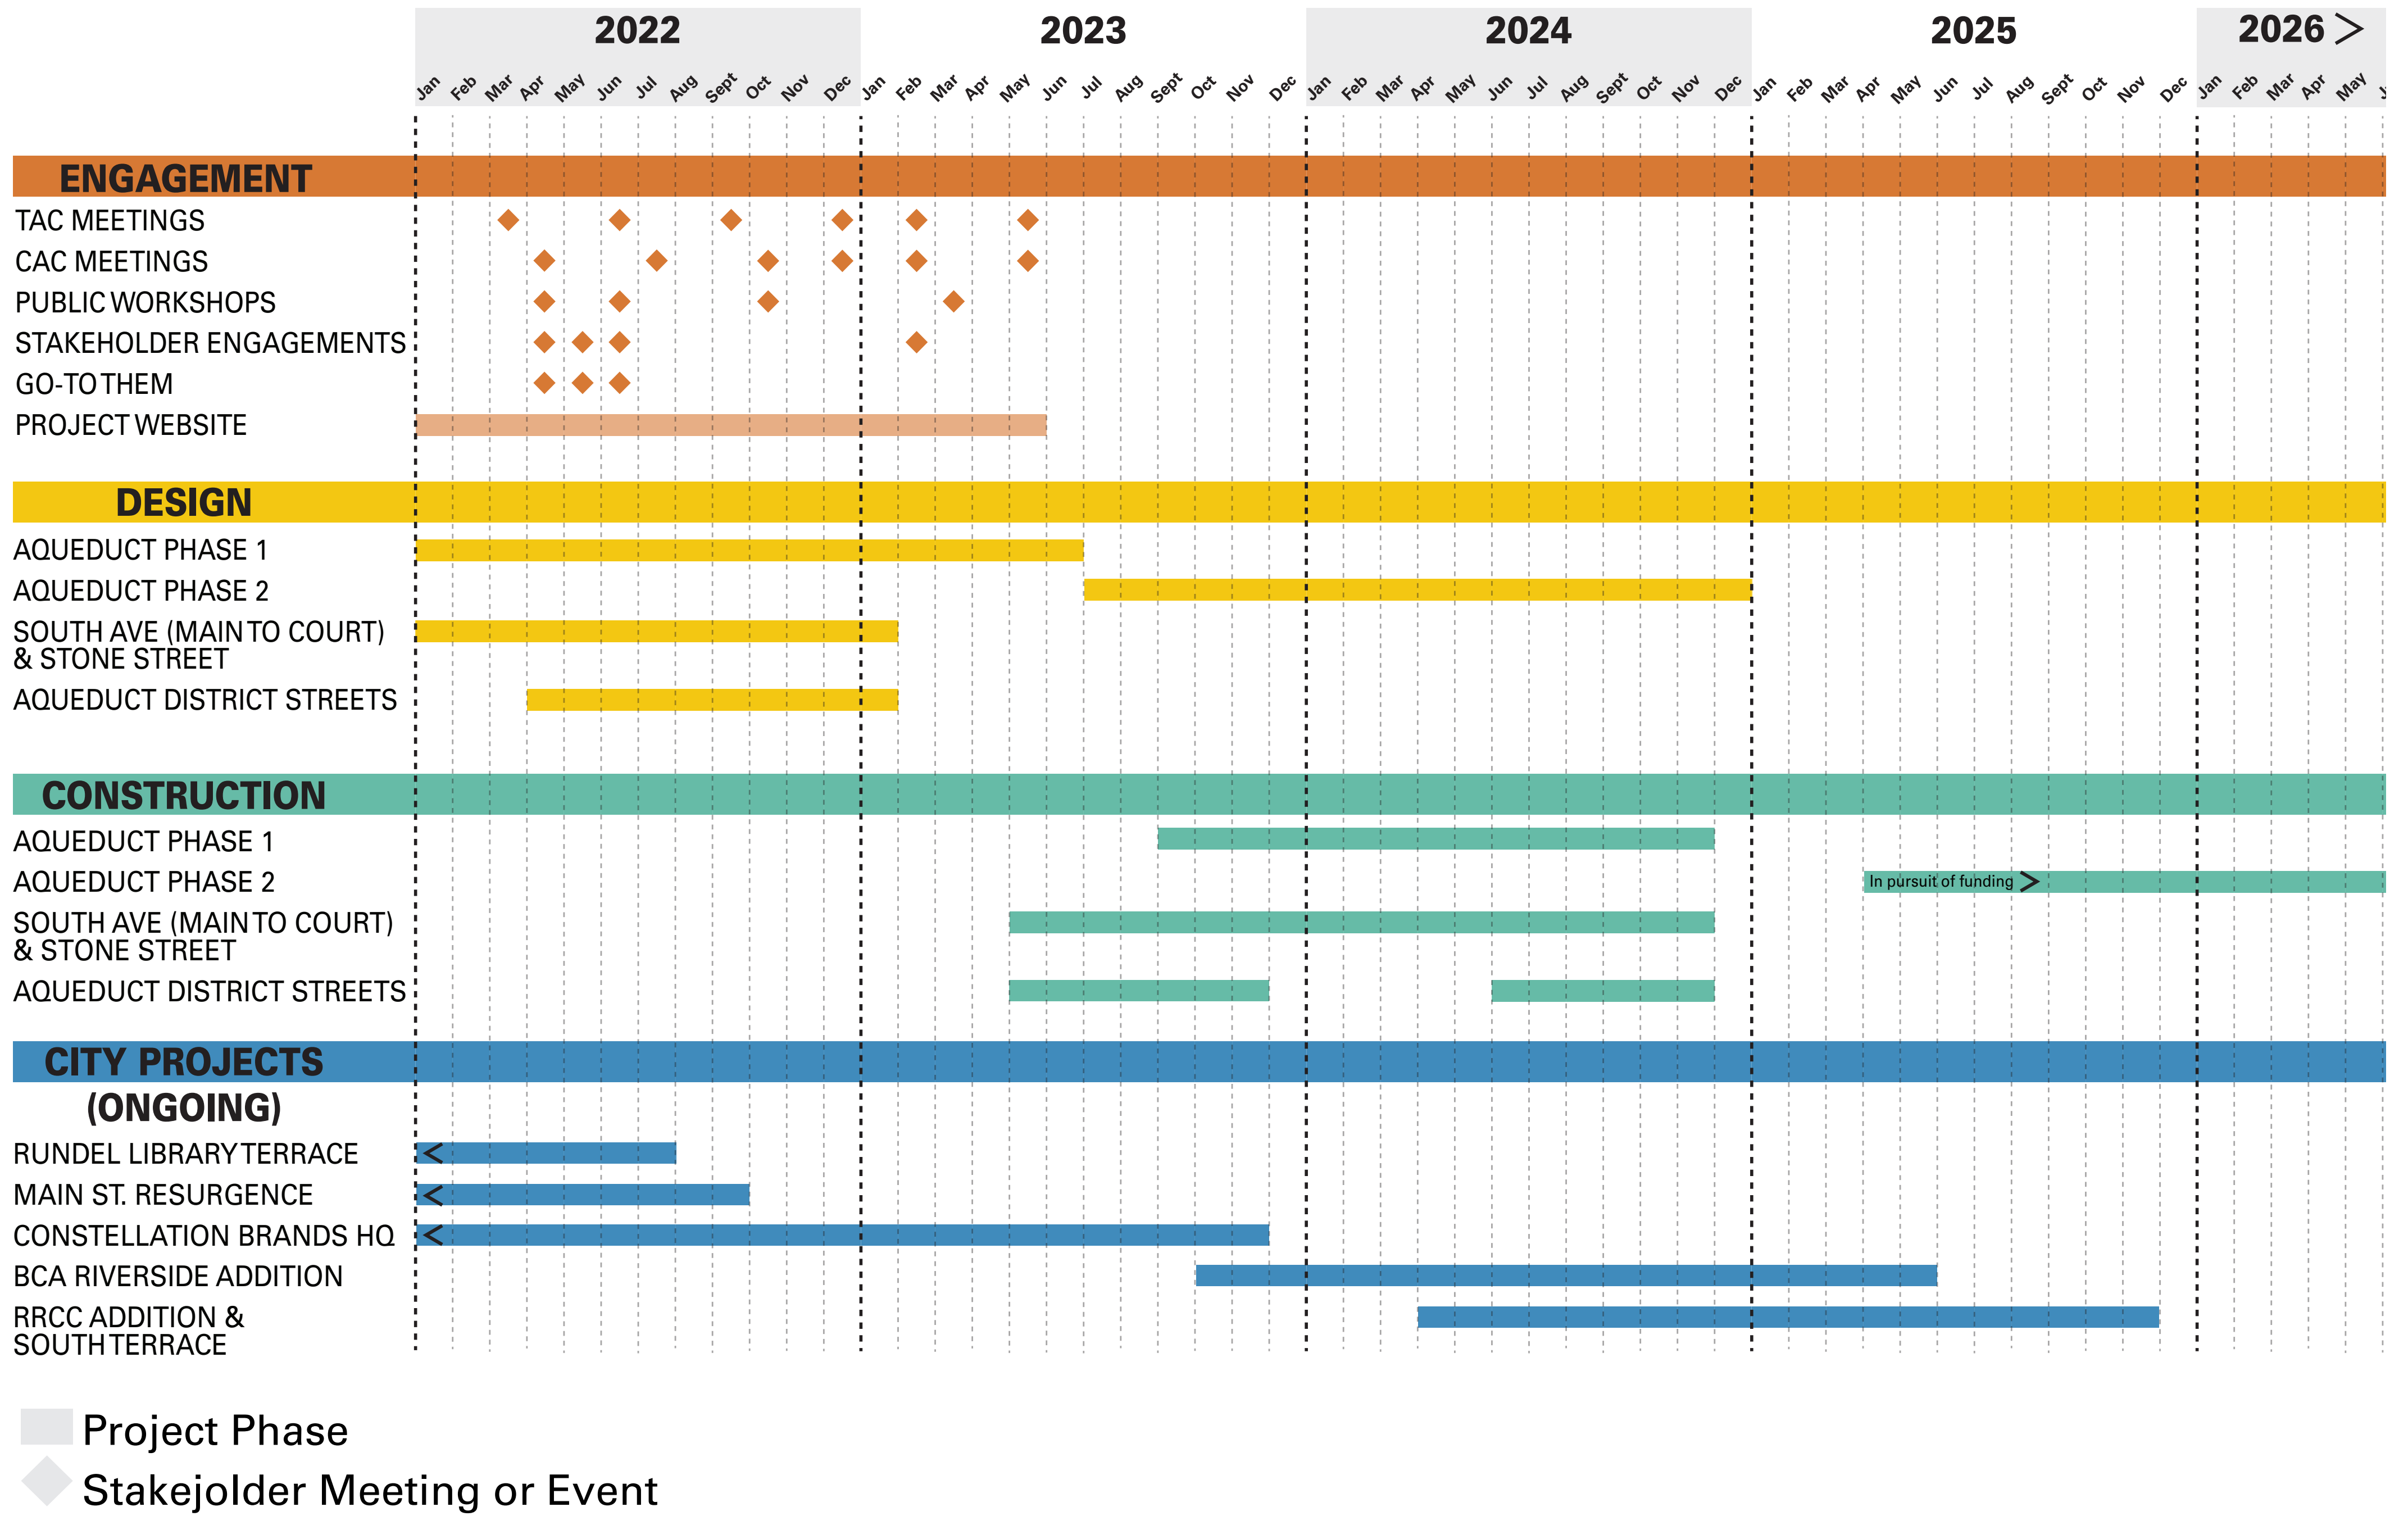 2022 2023 2024 2025 2026 >
Jan Feb Mar Apr May Jun Jul Aug Sept Oct Nov Dec Jan Feb Mar Apr May Jun Jul Aug Sept Oct Nov Dec Jan Feb Mar Apr May Jun Jul Aug Sept Oct Nov Dec Jan Feb Mar Apr May Jun Jul Aug Sept Oct Nov Dec Jan Feb Mar Apr May
ENGAGEMENT
TAC MEETINGS
CAC MEETINGS
PUBLIC WORKSHOPS
STAKEHOLDER ENGAGEMENTS
GO-TO THEM
PROJECT WEBSITE
DESIGN
AQUEDUCT PHASE 1
AQUEDUCT PHASE 2
SOUTH AVE (MAIN TO COURT)
& STONE STREET
AQUEDUCT DISTRICT STREETS
CONSTRUCTION
AQUEDUCT PHASE 1
AQUEDUCT PHASE 2
In pursuit of funding >
SOUTH AVE (MAIN TO COURT)
& STONE STREET
AQUEDUCT DISTRICT STREETS
CITY PROJECTS
(ONGOING)
RUNDEL LIBRARY TERRACE <
MAIN ST. RESURGENCE <
CONSTELLATION BRANDS HQ <
BCA RIVERSIDE ADDITION
RRCC ADDITION &
SOUTH TERRACE
Project Phase
Stakejolder Meeting or Event